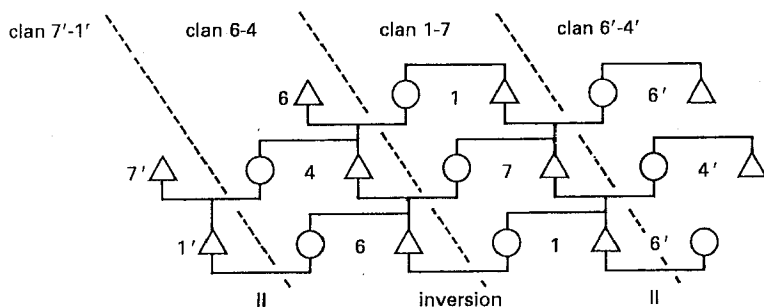 clan 7'-1' clan 6-4 clan 1-7 clan 6'-4'
6 1 6'
7' 4 7 4'
1' 6 1 6'
II inversion II